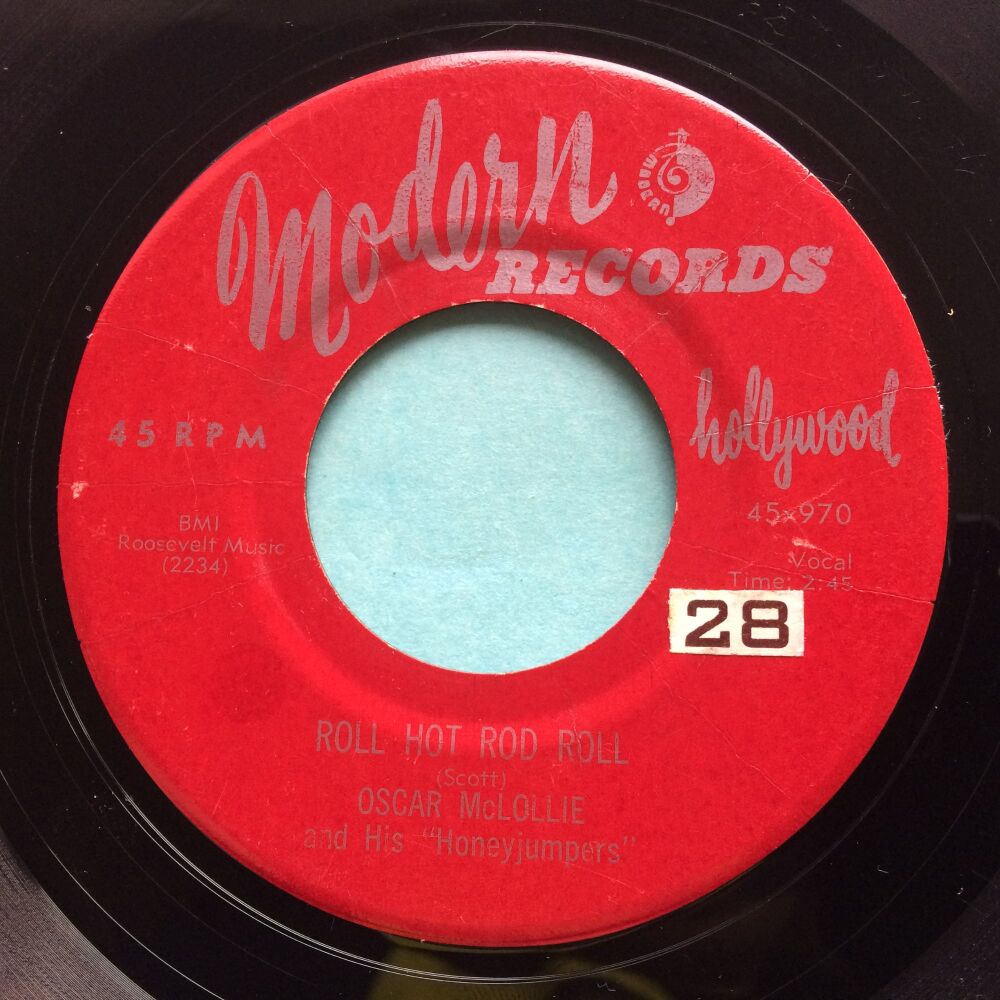 Modern
MODERN
RECORDS
hollywood
45 RPM
45x970
BMI
Roosevelt Music
(2234)
Vocal
Time: 2:45
28
ROLL HOT ROD ROLL
(Scott)
OSCAR McLOLLIE
and His "Honeyjumpers"